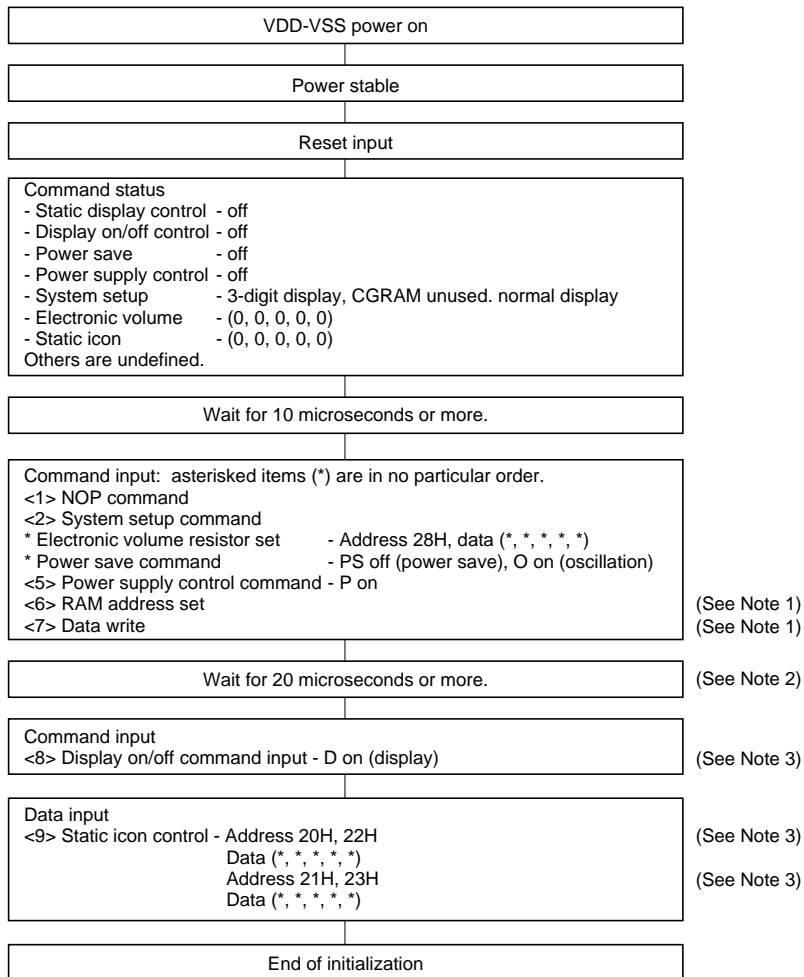 VDD-VSS power on
Power stable
Reset input
Command status
- Static display control - off
- Display on/off control - off
- Power save - off
- Power supply control - off
- System setup - 3-digit display, CGRAM unused. normal display
- Electronic volume - (0, 0, 0, 0, 0)
- Static icon - (0, 0, 0, 0, 0)
Others are undefined.
Wait for 10 microseconds or more.
Command input: asterisked items (*) are in no particular order.
<1> NOP command
<2> System setup command
* Electronic volume resistor set - Address 28H, data (*, *, *, *, *)
* Power save command - PS off (power save), O on (oscillation)
<5> Power supply control command - P on
<6> RAM address set (See Note 1)
<7> Data write (See Note 1)
Wait for 20 microseconds or more. (See Note 2)
Command input
<8> Display on/off command input - D on (display) (See Note 3)
Data input
<9> Static icon control - Address 20H, 22H (See Note 3)
Data (*, *, *, *, *)
Address 21H, 23H (See Note 3)
Data (*, *, *, *, *)
End of initialization